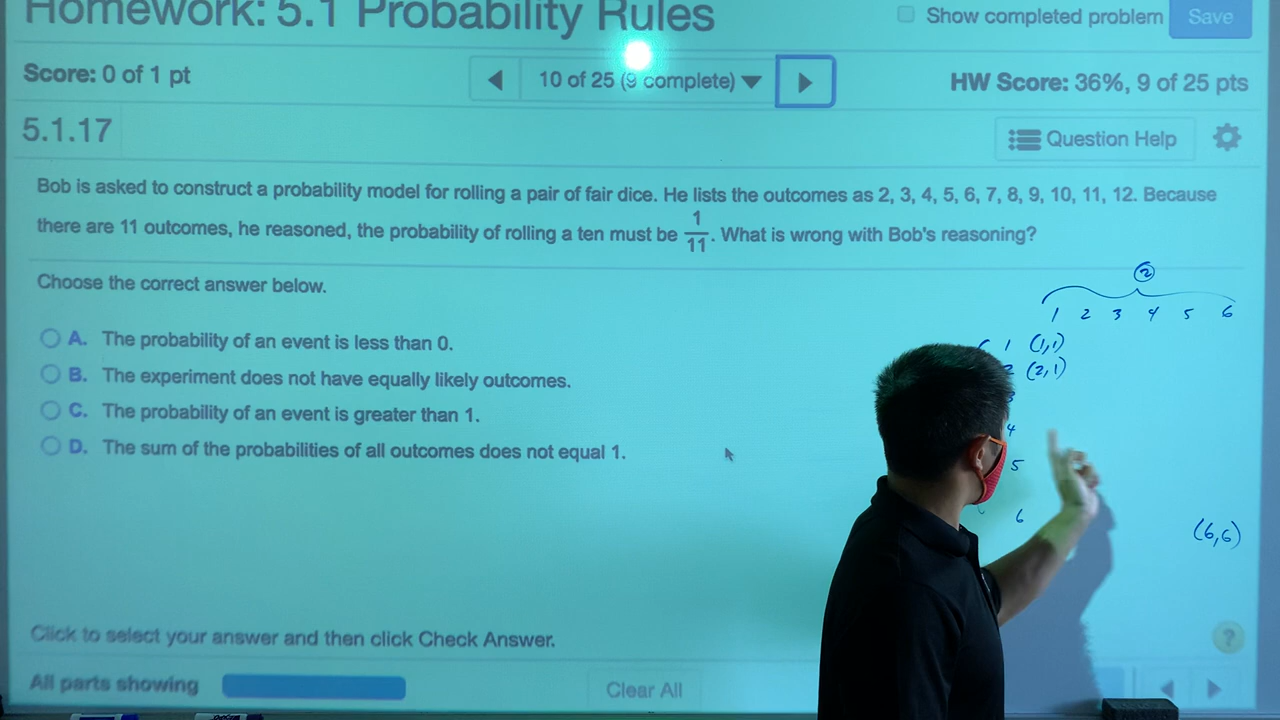 Homework: 5.1 Probability Rules
Show completed problem
Save
Score: 0 of 1 pt
10 of 25 (9 complete)
HW Score: 36%, 9 of 25 pts
5.1.17
Question Help
Bob is asked to construct a probability model for rolling a pair of fair dice. He lists the outcomes as 2, 3, 4, 5, 6, 7, 8, 9, 10, 11, 12. Because
there are 11 outcomes, he reasoned, the probability of rolling a ten must be 1/11. What is wrong with Bob's reasoning?
Choose the correct answer below.
A. The probability of an event is less than 0.
B. The experiment does not have equally likely outcomes.
C. The probability of an event is greater than 1.
D. The sum of the probabilities of all outcomes does not equal 1.
2
1 2 3 4 5 6
1 (1,1)
2 (2,1)
3
4
5
6 (6,6)
Click to select your answer and then click Check Answer.
?
All parts showing
Clear All